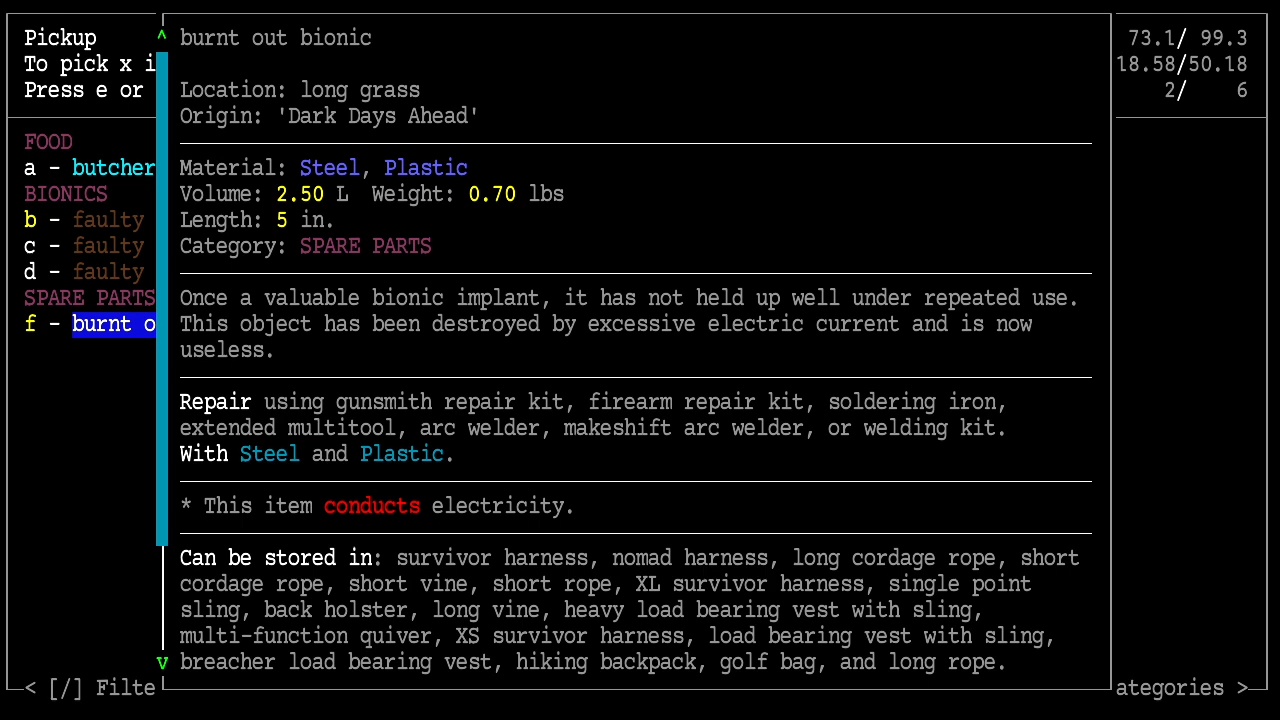 Pickup
To pick x i
Press e or
FOOD
a - butcher
BIONICS
b - faulty
c - faulty
d - faulty
SPARE PARTS
f - burnt o
< [/] Filte
^
v
burnt out bionic
Location: long grass
Origin: 'Dark Days Ahead'
Material: Steel, Plastic
Volume: 2.50 L  Weight: 0.70 lbs
Length: 5 in.
Category: SPARE PARTS
Once a valuable bionic implant, it has not held up well under repeated use.
This object has been destroyed by excessive electric current and is now
useless.
Repair using gunsmith repair kit, firearm repair kit, soldering iron,
extended multitool, arc welder, makeshift arc welder, or welding kit.
With Steel and Plastic.
* This item conducts electricity.
Can be stored in: survivor harness, nomad harness, long cordage rope, short
cordage rope, short vine, short rope, XL survivor harness, single point
sling, back holster, long vine, heavy load bearing vest with sling,
multi-function quiver, XS survivor harness, load bearing vest with sling,
breacher load bearing vest, hiking backpack, golf bag, and long rope.
73.1/ 99.3
18.58/50.18
2/    6
ategories >